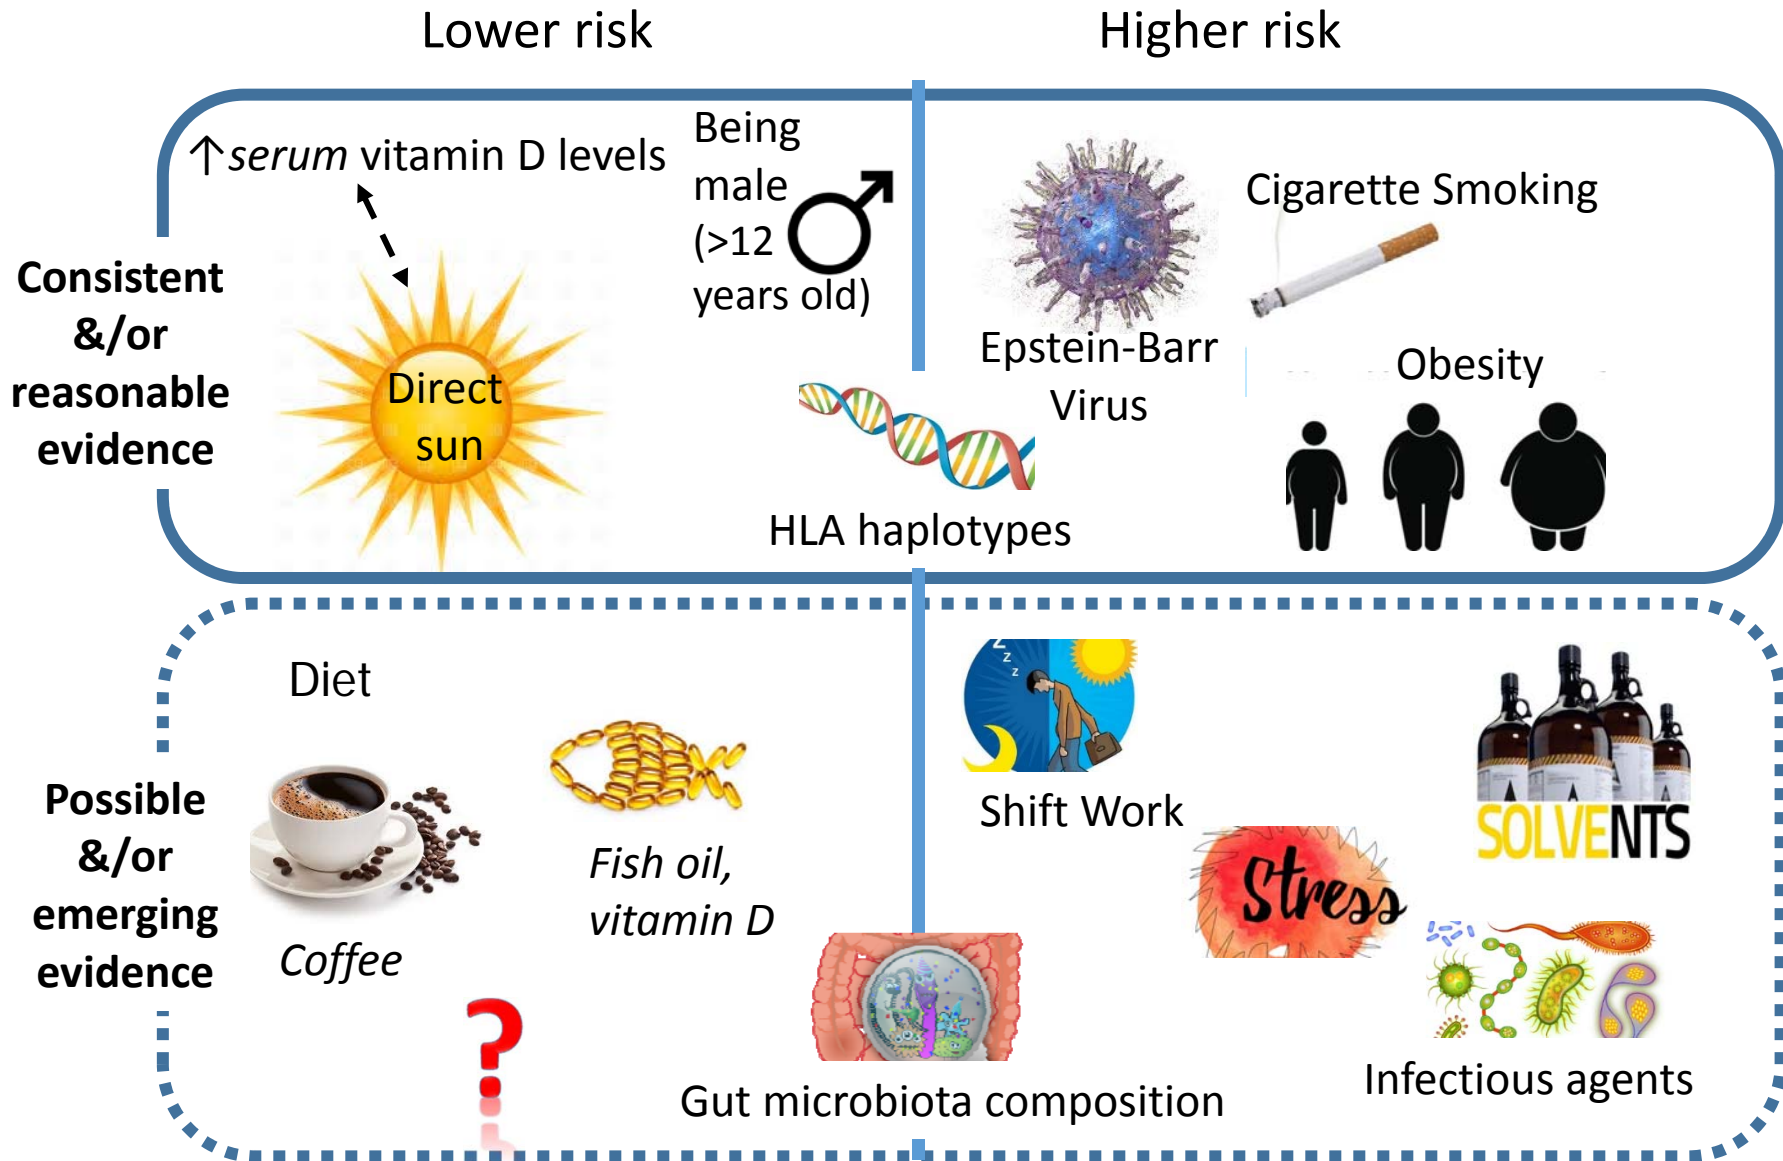 Lower risk
Higher risk
Consistent
&/or
reasonable
evidence
↑serum vitamin D levels
Being
male
(>12
years old)
Direct
sun
HLA haplotypes
Epstein-Barr
Virus
Cigarette Smoking
Obesity
Possible
&/or
emerging
evidence
Diet
Coffee
Fish oil,
vitamin D
?
Gut microbiota composition
z
z
z
Shift Work
Stress
A
A
SOLVENTS
Infectious agents